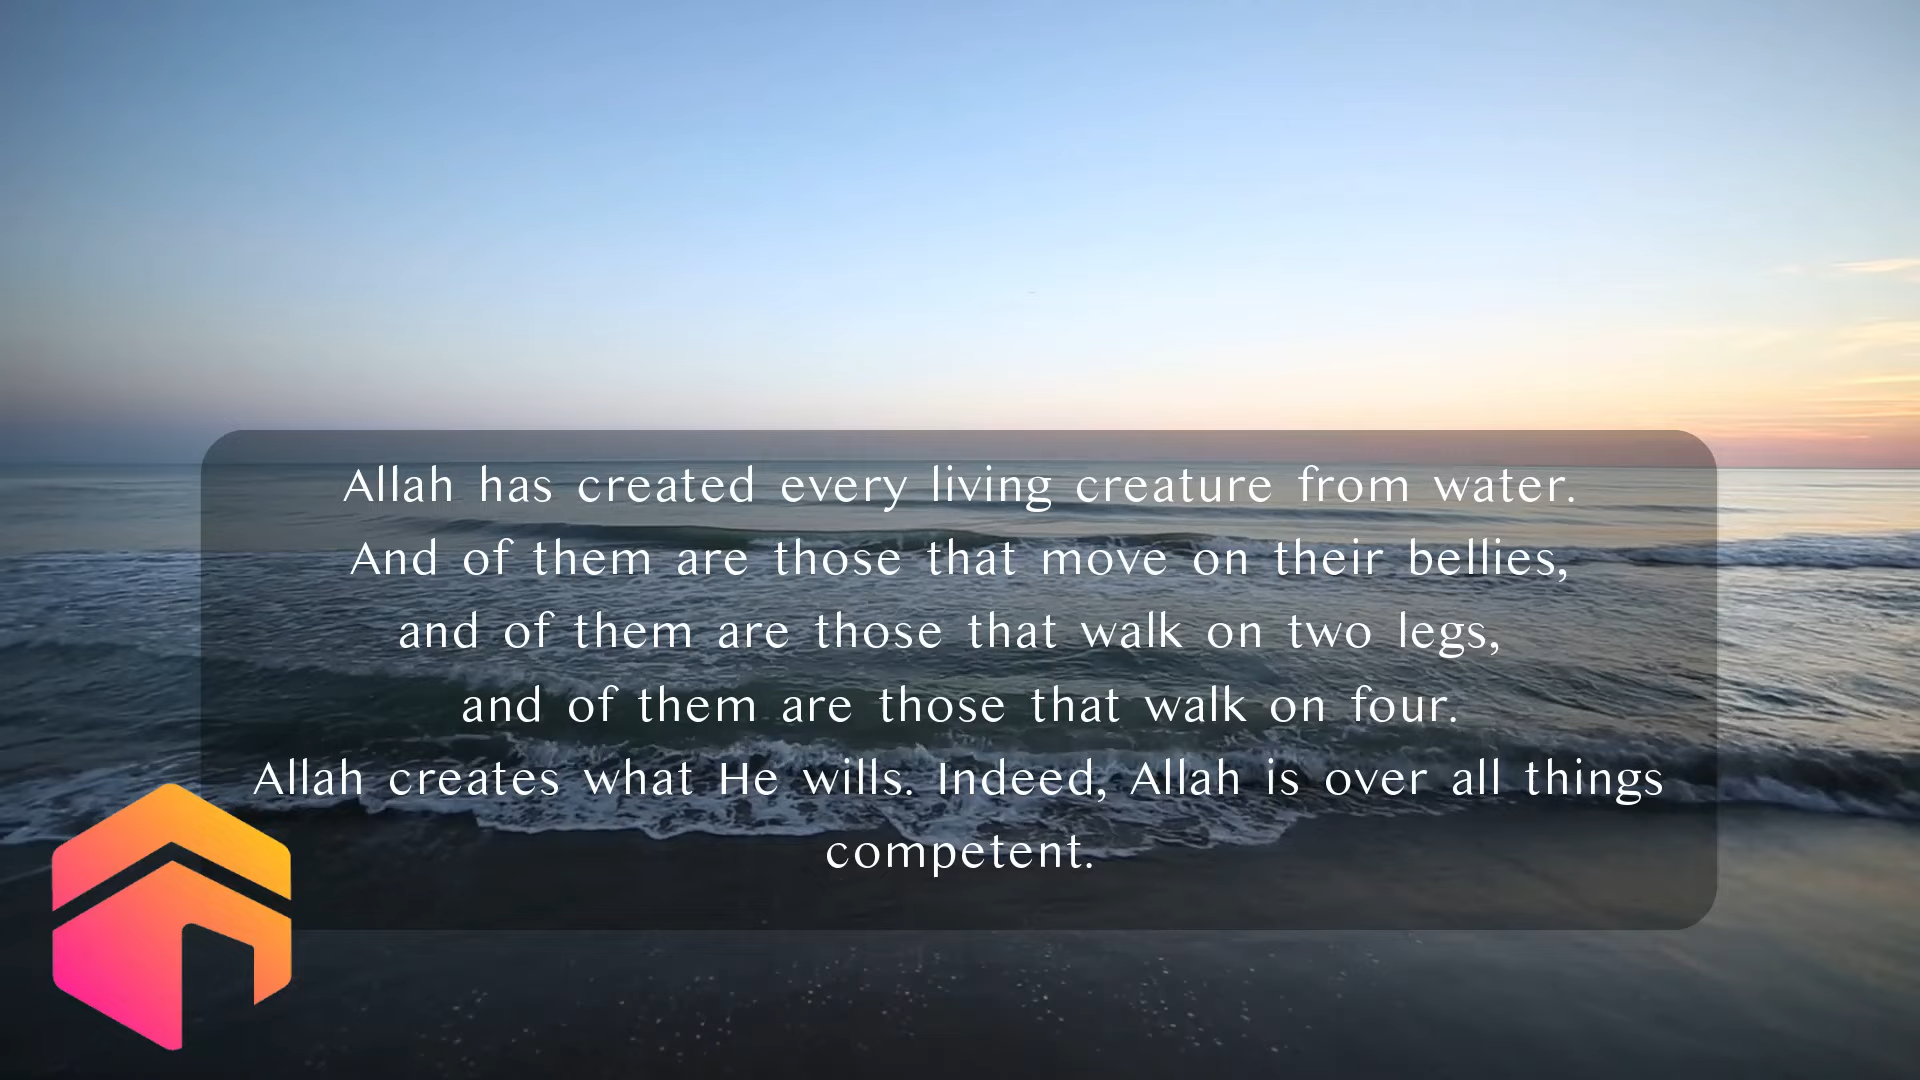 Allah has created every living creature from water.
And of them are those that move on their bellies,
and of them are those that walk on two legs,
and of them are those that walk on four.
Allah creates what He wills. Indeed, Allah is over all things
competent.